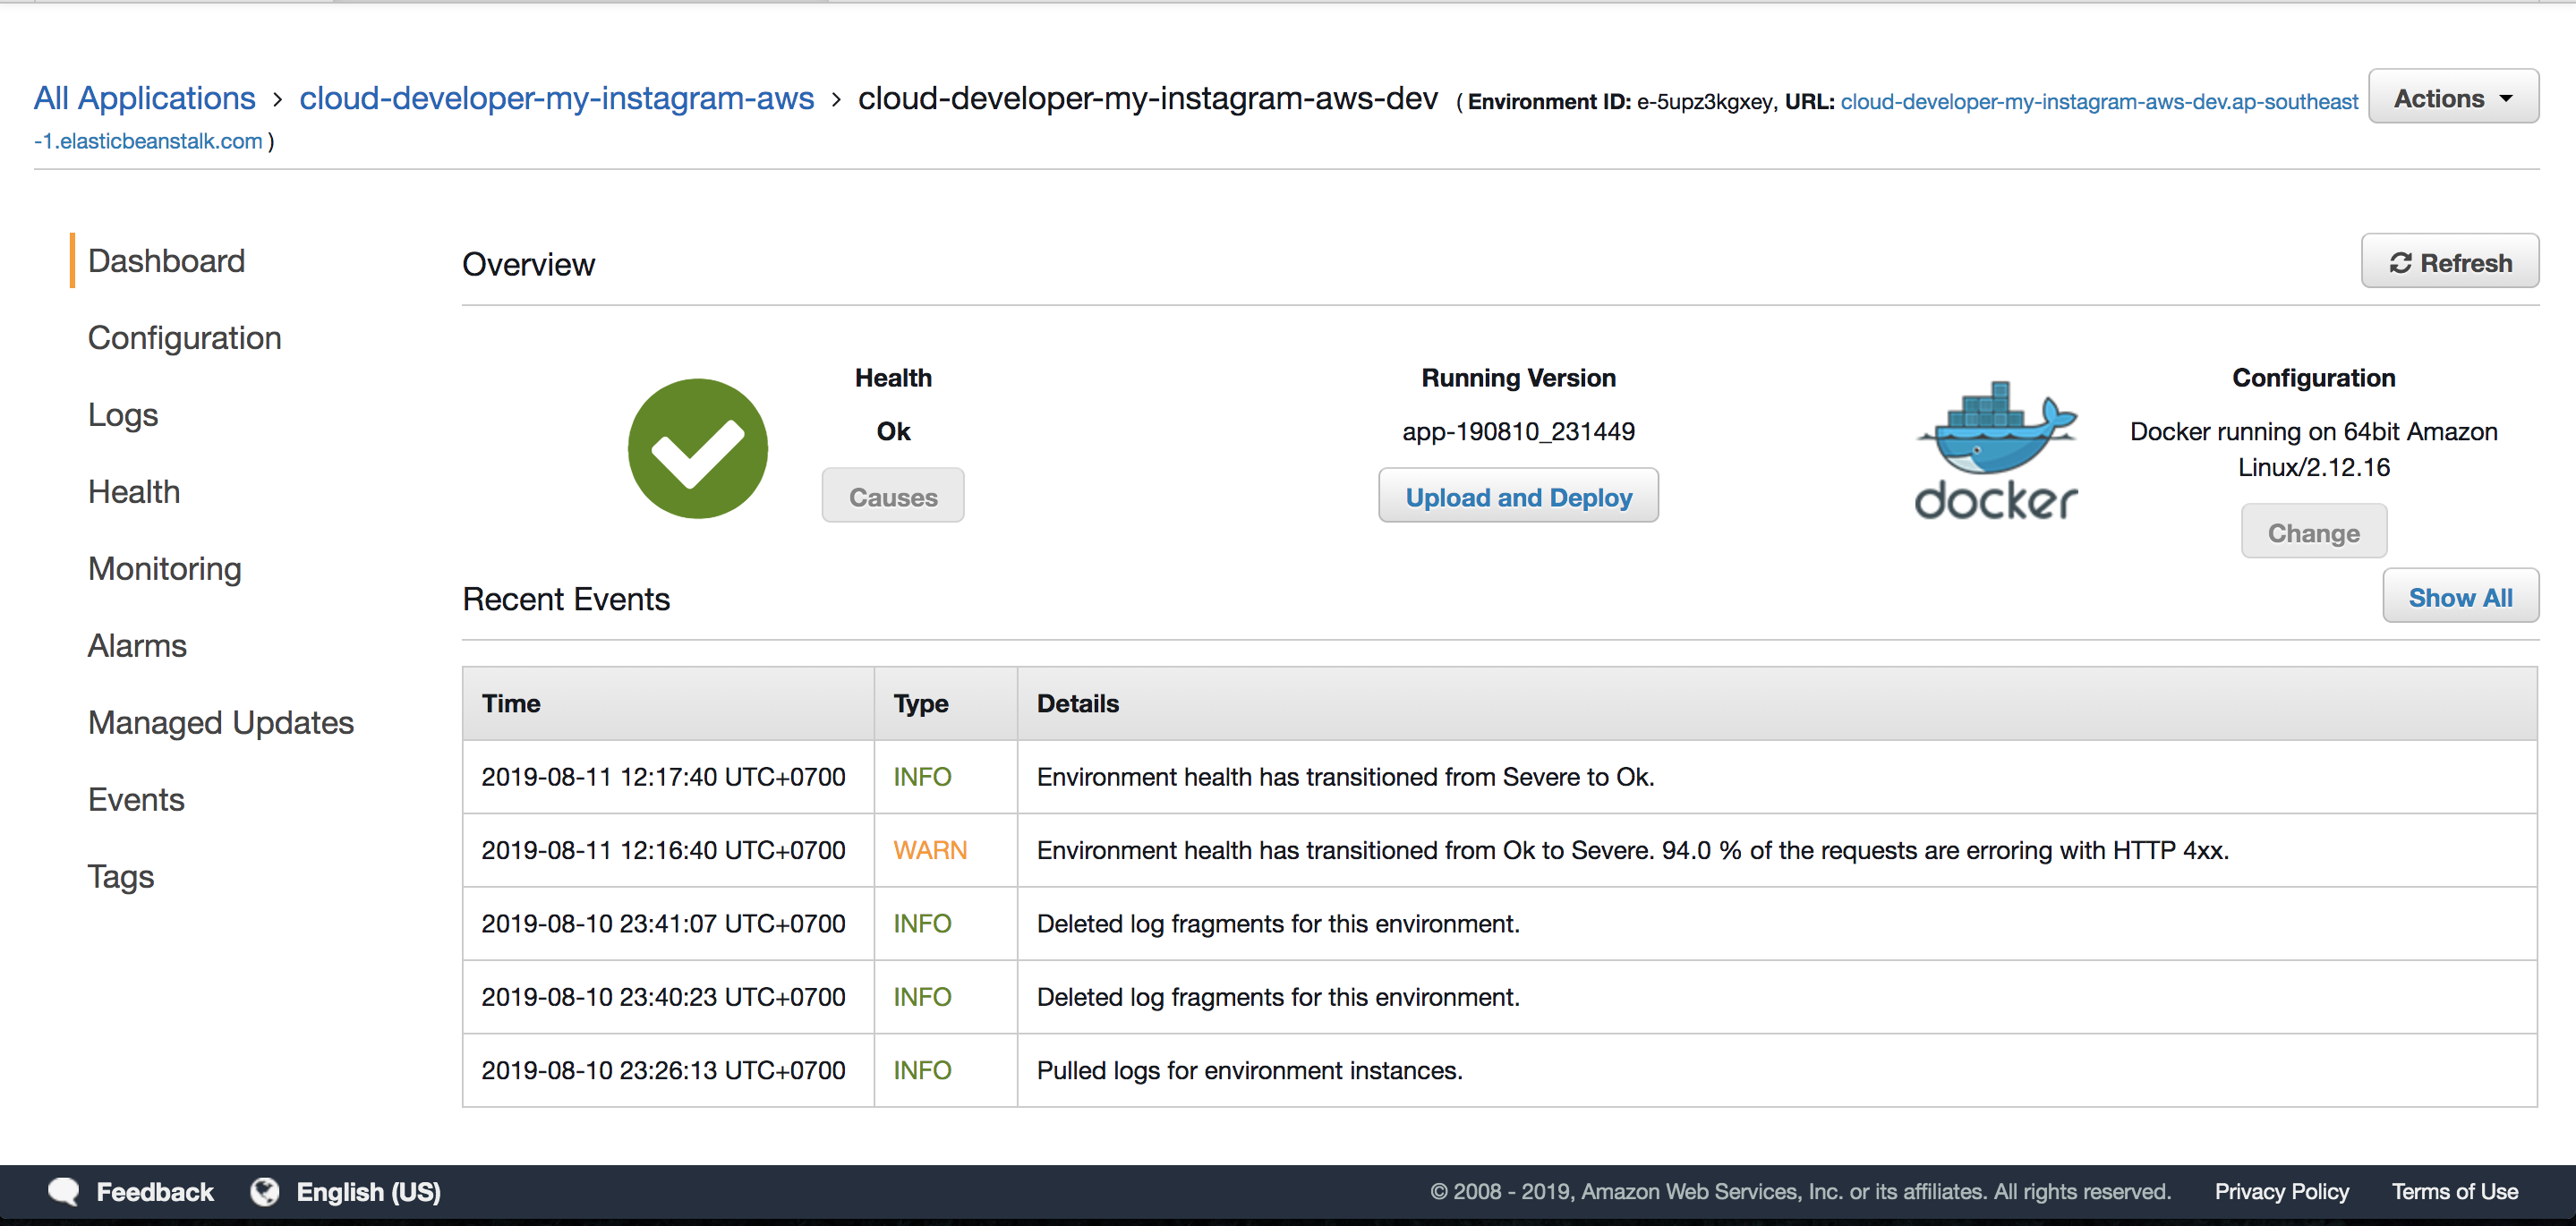 All Applications › cloud-developer-my-instagram-aws › cloud-developer-my-instagram-aws-dev ( Environment ID: e-5upz3kgxey, URL: cloud-developer-my-instagram-aws-dev.ap-southeast
-1.elasticbeanstalk.com )
Actions
Dashboard
Configuration
Logs
Health
Monitoring
Alarms
Managed Updates
Events
Tags
Overview
Refresh
Health
Ok
Causes
Running Version
app-190810_231449
Upload and Deploy
docker
Configuration
Docker running on 64bit Amazon
Linux/2.12.16
Change
Recent Events
Show All
Time Type Details
2019-08-11 12:17:40 UTC+0700 INFO Environment health has transitioned from Severe to Ok.
2019-08-11 12:16:40 UTC+0700 WARN Environment health has transitioned from Ok to Severe. 94.0 % of the requests are erroring with HTTP 4xx.
2019-08-10 23:41:07 UTC+0700 INFO Deleted log fragments for this environment.
2019-08-10 23:40:23 UTC+0700 INFO Deleted log fragments for this environment.
2019-08-10 23:26:13 UTC+0700 INFO Pulled logs for environment instances.
Feedback English (US) © 2008 - 2019, Amazon Web Services, Inc. or its affiliates. All rights reserved. Privacy Policy Terms of Use